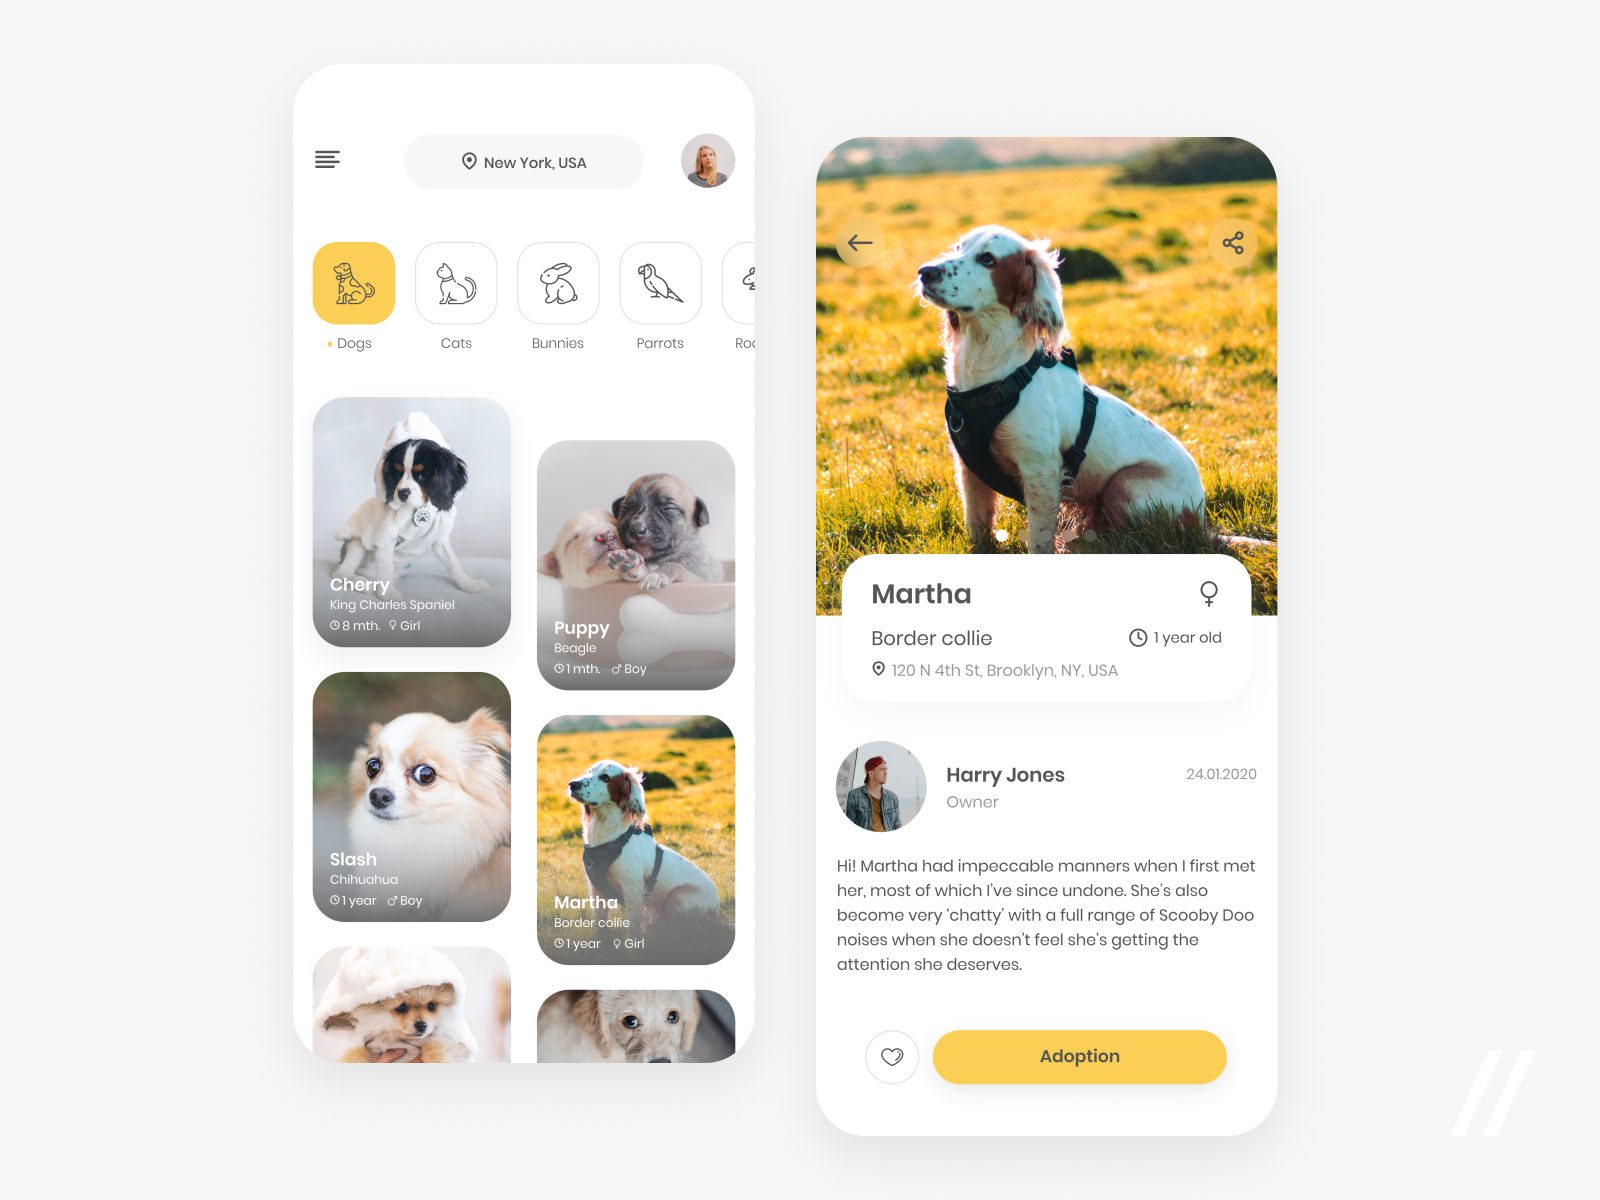 New York, USA
Dogs
Cats
Bunnies
Parrots
Cherry
King Charles Spaniel
8 mth. Girl
Puppy
Beagle
1 mth. Boy
Slash
Chihuahua
1 year Boy
Martha
Border collie
1 year Girl
Martha
Border collie
1 year old
120 N 4th St, Brooklyn, NY, USA
Harry Jones
24.01.2020
Owner
Hi! Martha had impeccable manners when I first met
her, most of which I've since undone. She's also
become very ‘chatty’ with a full range of Scooby Doo
noises when she doesn't feel she's getting the
attention she deserves.
Adoption